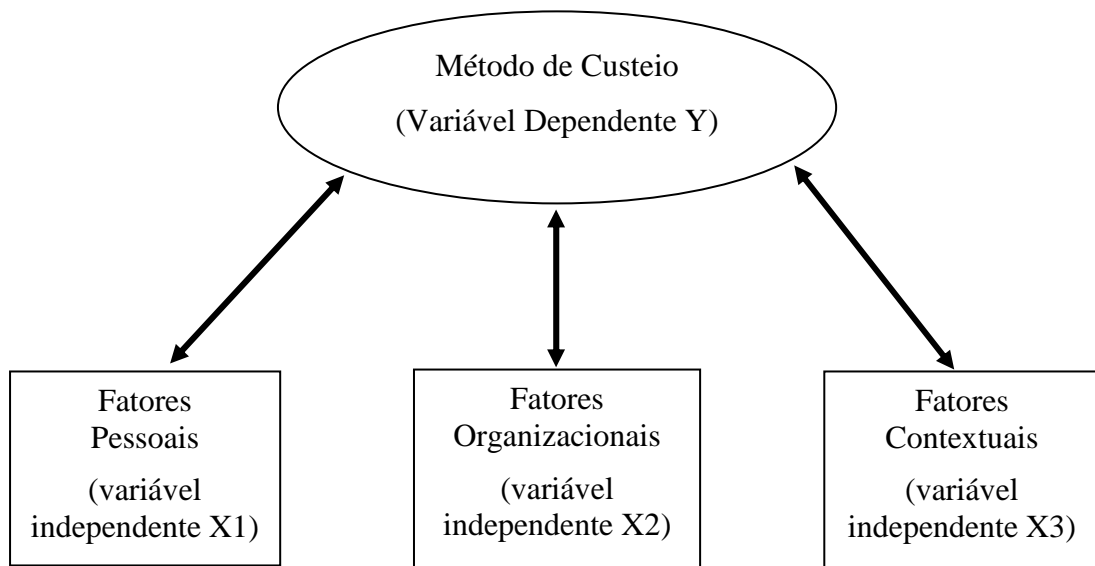 Método de Custeio
(Variável Dependente Y)
Fatores
Pessoais
(variável
independente X1)
Fatores
Organizacionais
(variável
independente X2)
Fatores
Contextuais
(variável
independente X3)